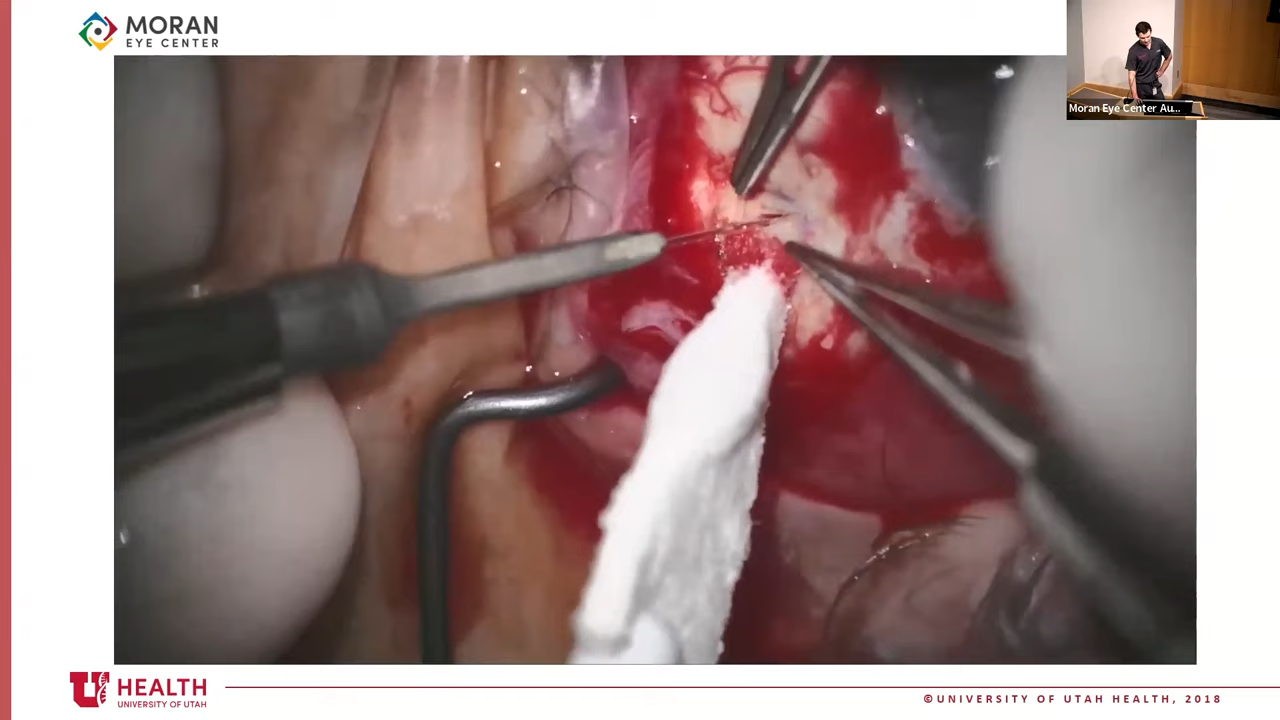 MORAN
EYE CENTER
Moran Eye Center Au...
U HEALTH
UNIVERSITY OF UTAH
©UNIVERSITY OF UTAH HEALTH, 2018